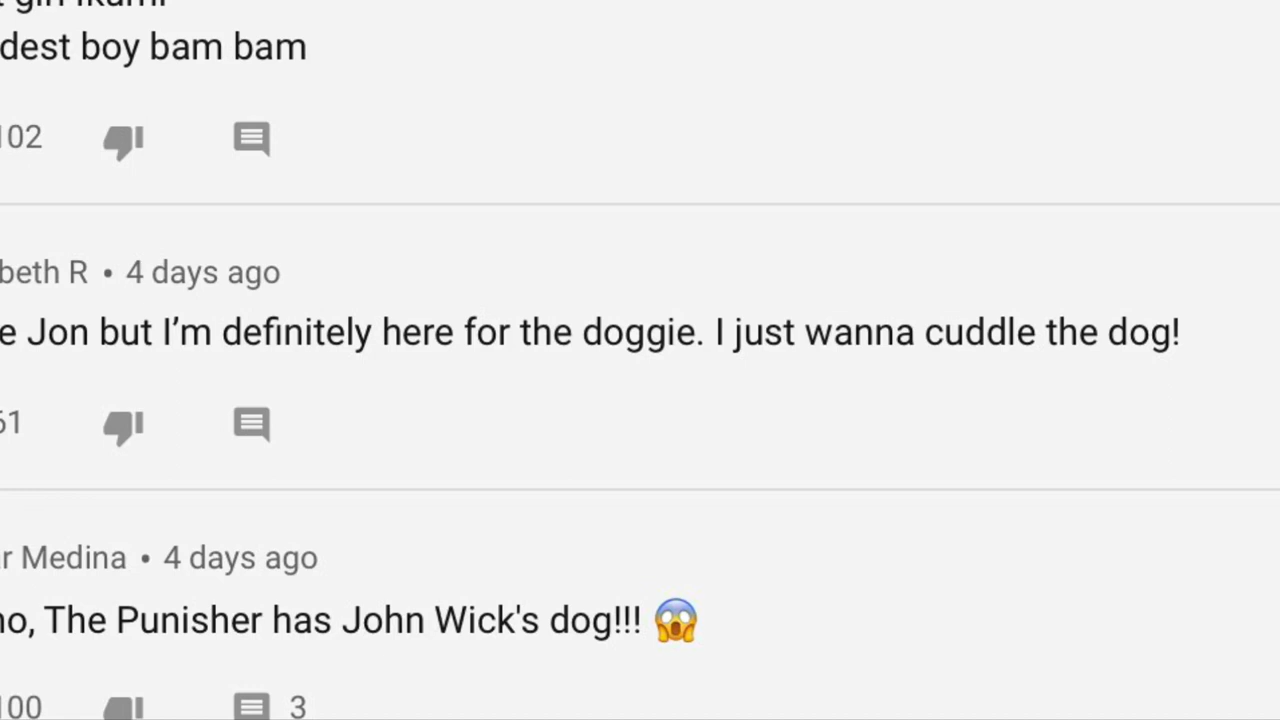 dest boy bam bam
102
beth R • 4 days ago
e Jon but I’m definitely here for the doggie. I just wanna cuddle the dog!
61
r Medina • 4 days ago
no, The Punisher has John Wick's dog!!! 😱
100 3